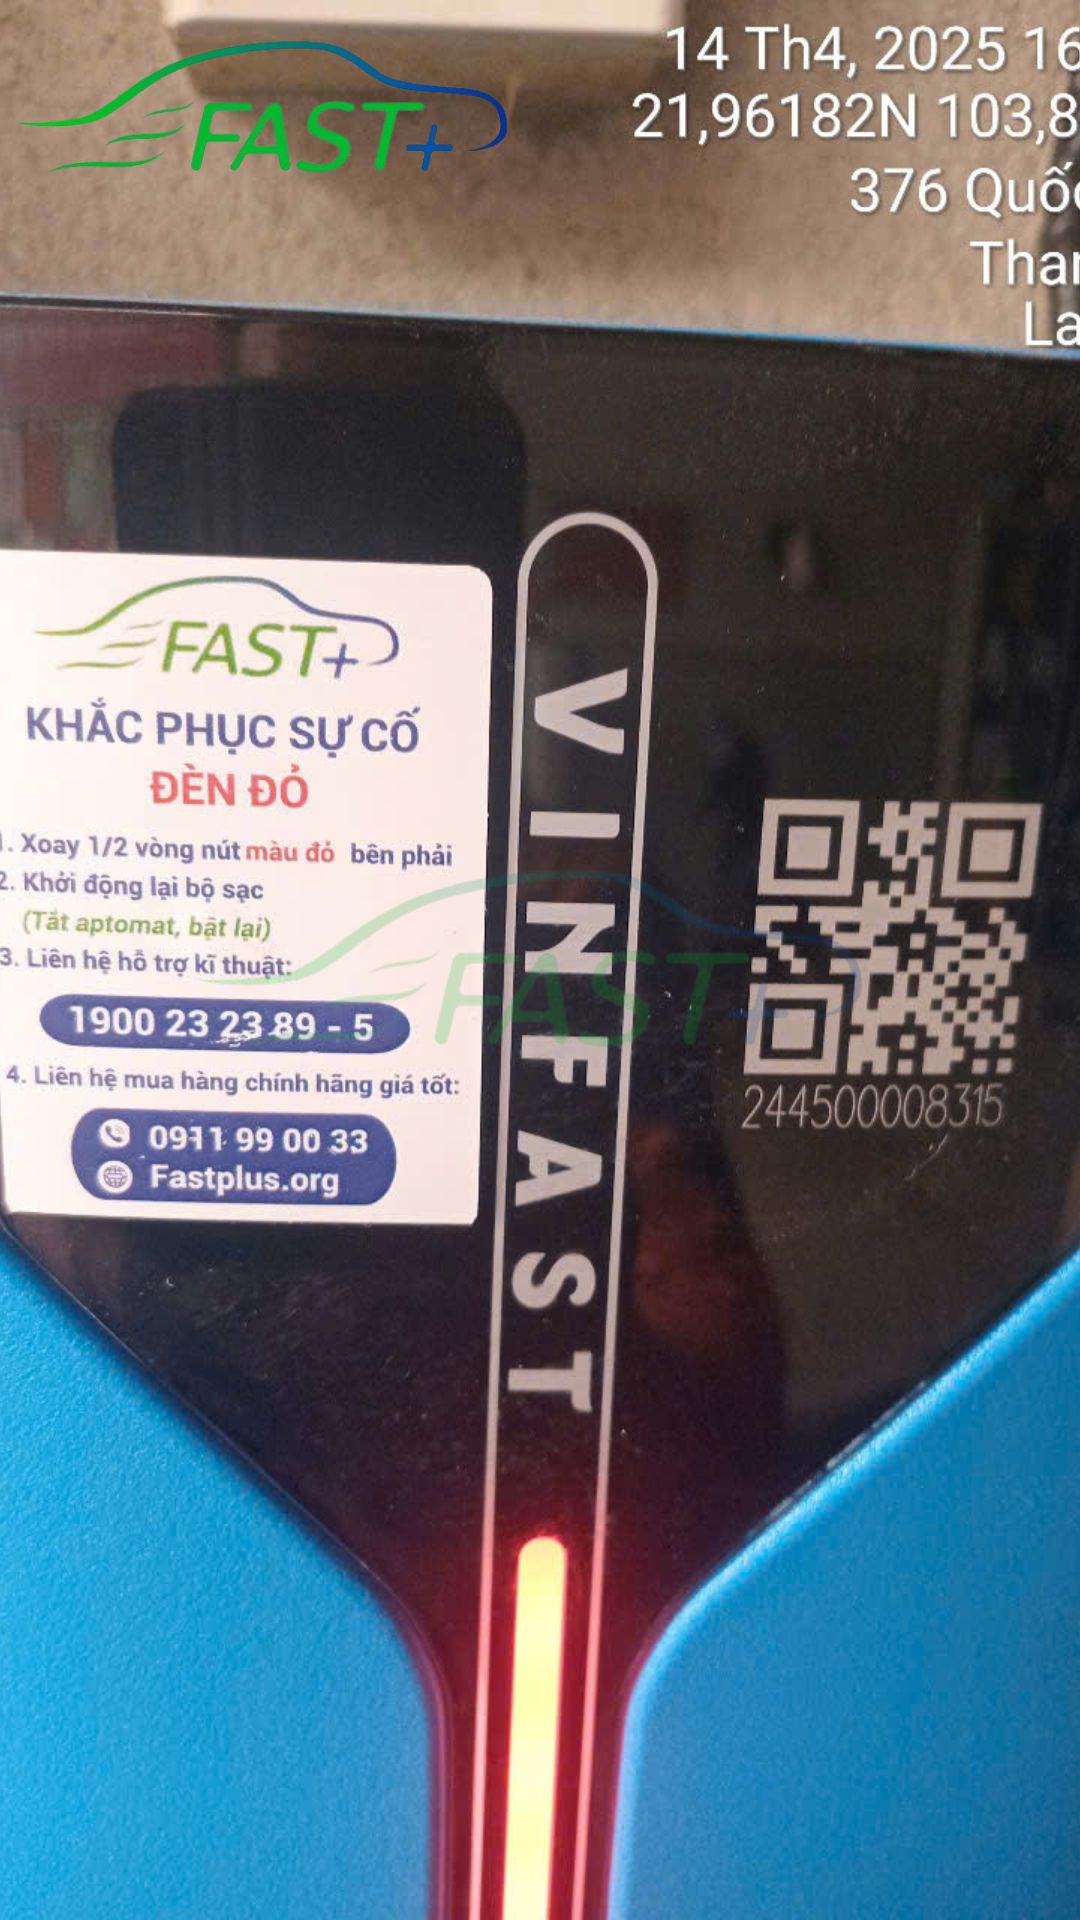 FAST+
14 Th4, 2025 16
21,96182N 103,8
376 Quốc
Than
La
FAST+
KHẮC PHỤC SỰ CỐ
ĐÈN ĐỎ
1. Xoay 1/2 vòng nút màu đỏ bên phải
2. Khởi động lại bộ sạc
(Tắt aptomat, bật lại)
3. Liên hệ hỗ trợ kĩ thuật:
1900 23 23 89 - 5
4. Liên hệ mua hàng chính hãng giá tốt:
0911 99 00 33
Fastplus.org
VINFAST
244500008315
FAST+